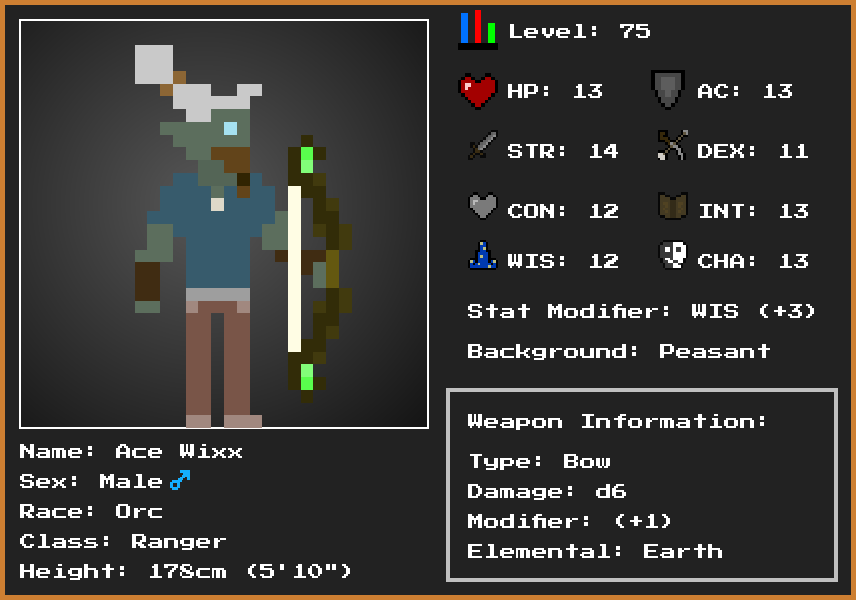 Level: 75
HP: 13 AC: 13
STR: 14 DEX: 11
CON: 12 INT: 13
WIS: 12 CHA: 13
Stat Modifier: WIS (+3)
Background: Peasant
Weapon Information:
Type: Bow
Damage: d6
Modifier: (+1)
Elemental: Earth
Name: Ace Wixx
Sex: Male ♂
Race: Orc
Class: Ranger
Height: 178cm (5'10")